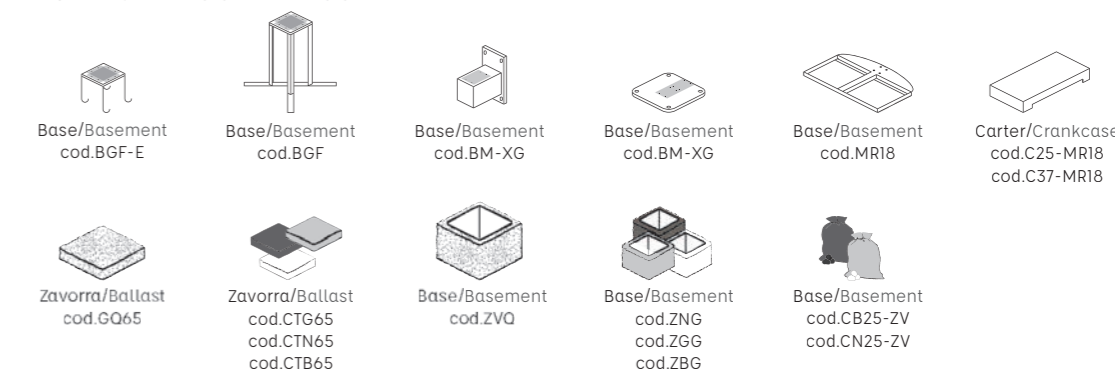 Base/Basement
cod.BGF-E
Base/Basement
cod.BGF
Base/Basement
cod.BM-XG
Base/Basement
cod.BM-XG
Base/Basement
cod.MR18
Carter/Crankcase
cod.C25-MR18
cod.C37-MR18
Zavorra/Ballast
cod.GQ65
Zavorra/Ballast
cod.CTG65
cod.CTN65
cod.CTB65
Base/Basement
cod.ZVQ
Base/Basement
cod.ZNG
cod.ZGG
cod.ZBG
Base/Basement
cod.CB25-ZV
cod.CN25-ZV